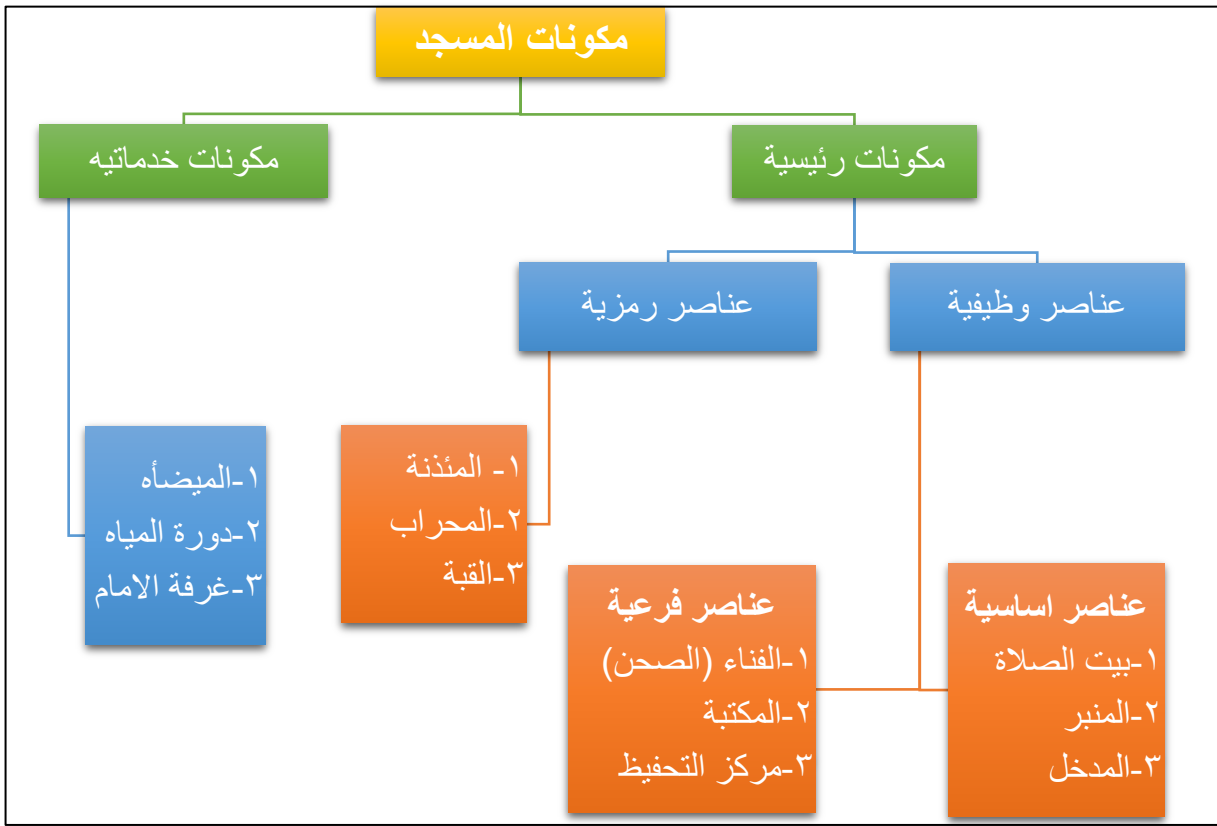 مكونات المسجد
مكونات رئيسية
مكونات خدماتيه
عناصر وظيفية
عناصر رمزية
عناصر اساسية
١-بيت الصلاة
٢-المنبر
٣-المدخل
عناصر فرعية
١-الفناء (الصحن)
٢-المكتبة
٣-مركز التحفيظ
١- المئذنة
٢-المحراب
٣-القبة
١-الميضأه
٢-دورة المياه
٣-غرفة الامام